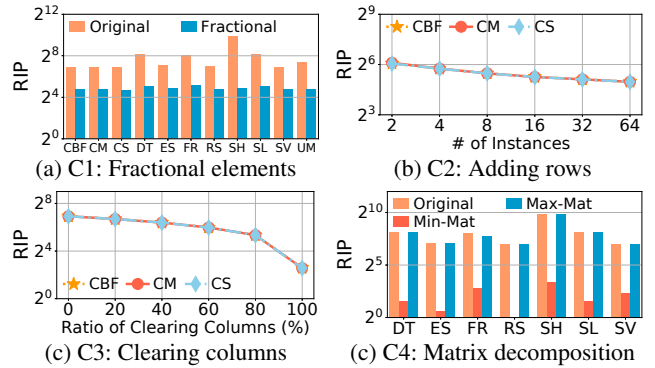 Original Fractional
RIP
2^12
2^8
2^4
2^0
CBF CM CS DT ES FR RS SH SL SV UM
(a) C1: Fractional elements
CBF CM CS
RIP
2^9
2^6
2^3
2 4 8 16 32 64
# of Instances
(b) C2: Adding rows
RIP
2^8
2^4
2^0
CBF CM CS
0 20 40 60 80 100
Ratio of Clearing Columns (%)
(c) C3: Clearing columns
Original Max-Mat
Min-Mat
RIP
2^10
2^5
2^0
DT ES FR RS SH SL SV
(c) C4: Matrix decomposition